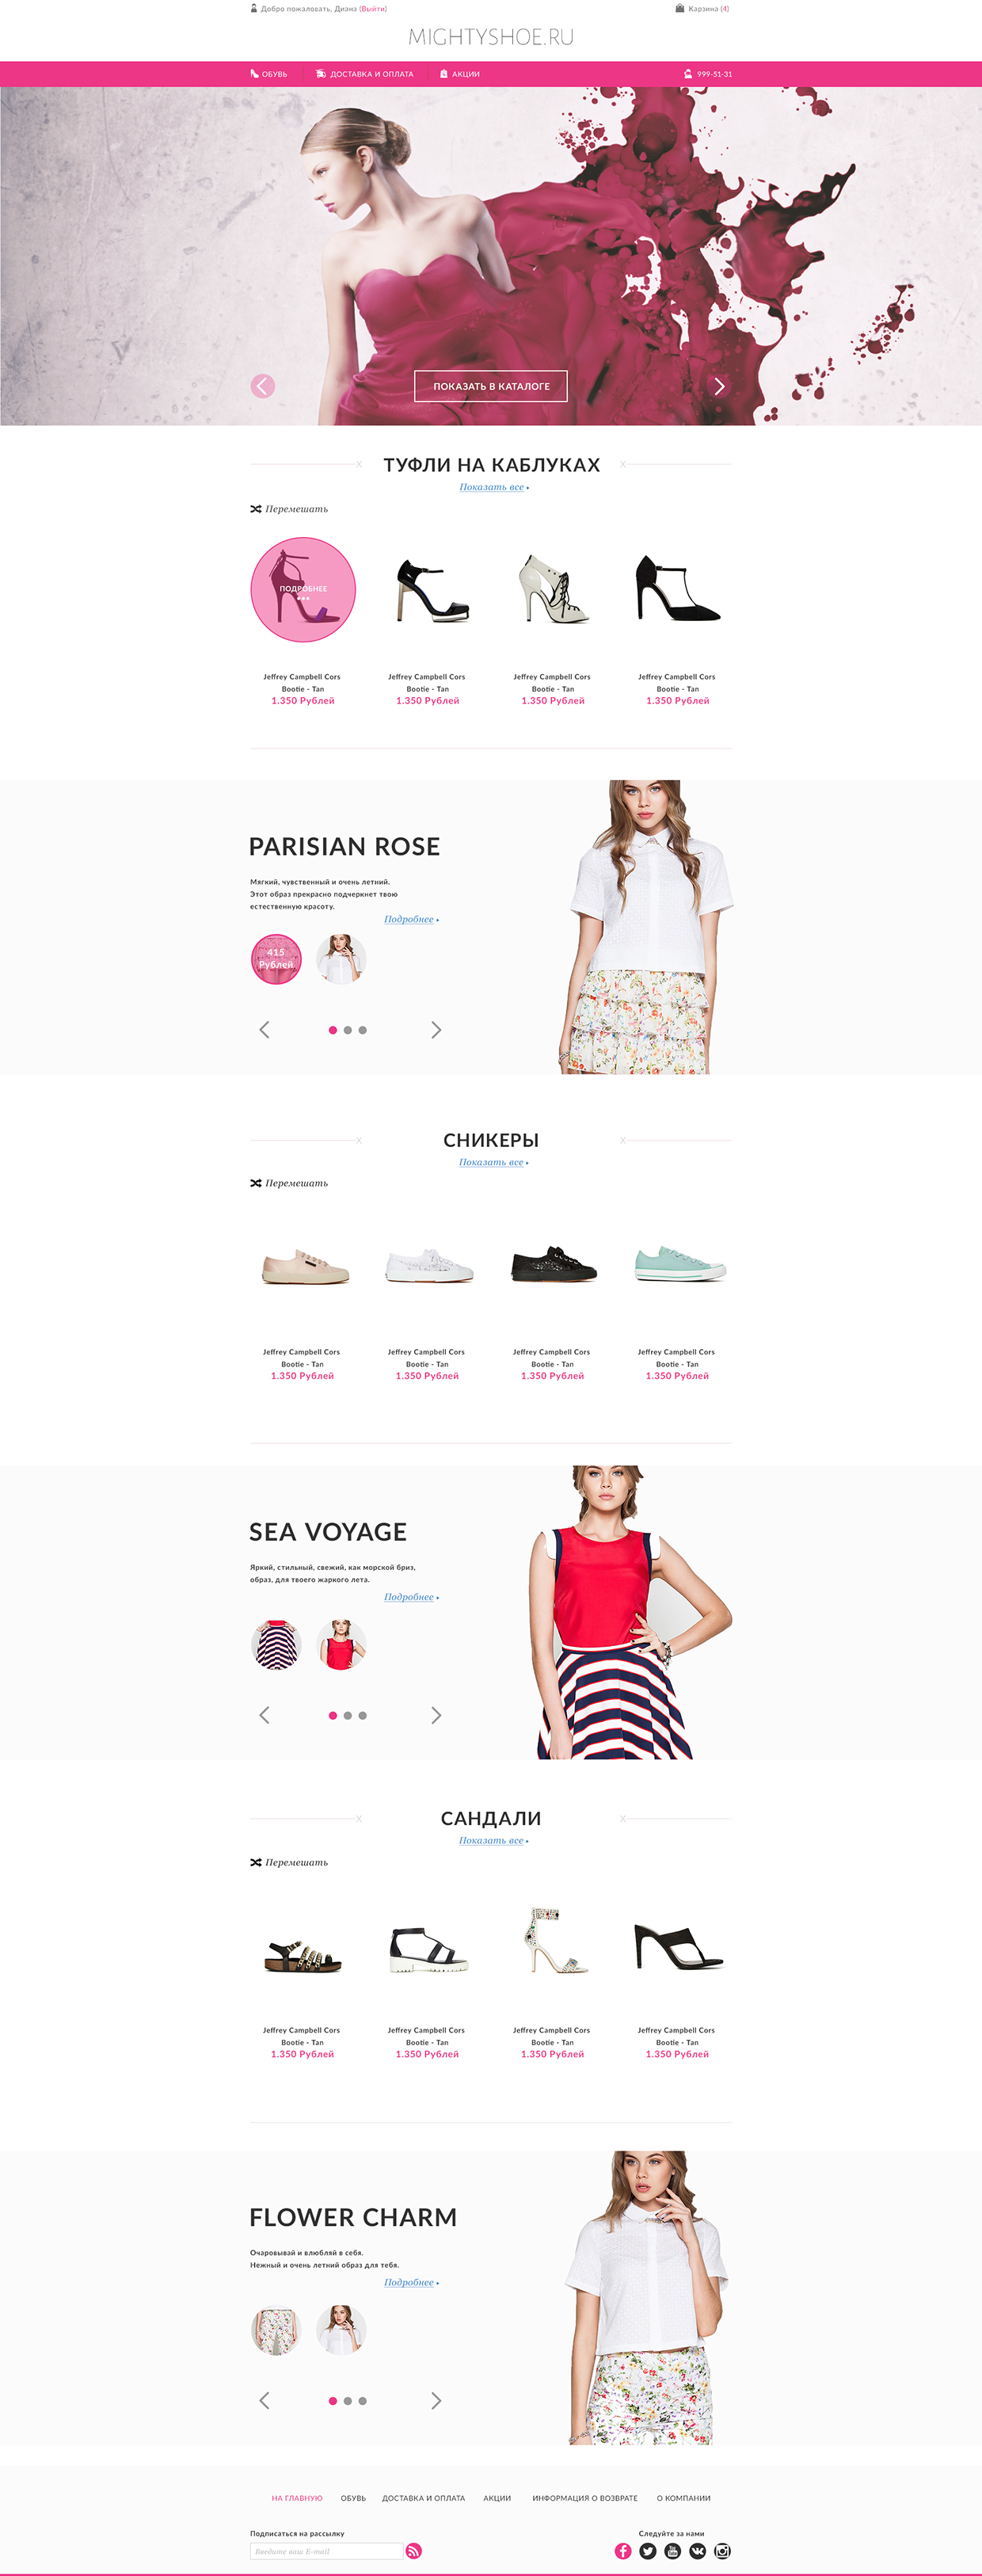 Добро пожаловать, Диана (Выйти)
Карзина (4)
MIGHTYSHOE.RU
ОБУВЬ
ДОСТАВКА И ОПЛАТА
АКЦИИ
999-51-31
ПОКАЗАТЬ В КАТАЛОГЕ
ТУФЛИ НА КАБЛУКАХ
Показать все
Перемешать
ПОДРОБНЕЕ
Jeffrey Campbell Cors
Bootie - Tan
1.350 Рублей
Jeffrey Campbell Cors
Bootie - Tan
1.350 Рублей
Jeffrey Campbell Cors
Bootie - Tan
1.350 Рублей
Jeffrey Campbell Cors
Bootie - Tan
1.350 Рублей
PARISIAN ROSE
Мягкий, чувственный и очень летний.
Этот образ прекрасно подчеркнет твою
естественную красоту.
Подробнее
415
Рублей
СНИКЕРЫ
Показать все
Перемешать
Jeffrey Campbell Cors
Bootie - Tan
1.350 Рублей
Jeffrey Campbell Cors
Bootie - Tan
1.350 Рублей
Jeffrey Campbell Cors
Bootie - Tan
1.350 Рублей
Jeffrey Campbell Cors
Bootie - Tan
1.350 Рублей
SEA VOYAGE
Яркий, стильный, свежий, как морской бриз,
образ, для твоего жаркого лета.
Подробнее
САНДАЛИ
Показать все
Перемешать
Jeffrey Campbell Cors
Bootie - Tan
1.350 Рублей
Jeffrey Campbell Cors
Bootie - Tan
1.350 Рублей
Jeffrey Campbell Cors
Bootie - Tan
1.350 Рублей
Jeffrey Campbell Cors
Bootie - Tan
1.350 Рублей
FLOWER CHARM
Очаровывай и влюбляй в себя.
Нежный и очень летний образ для тебя.
Подробнее
НА ГЛАВНУЮ
ОБУВЬ
ДОСТАВКА И ОПЛАТА
АКЦИИ
ИНФОРМАЦИЯ О ВОЗВРАТЕ
О КОМПАНИИ
Подписаться на рассылку
Введите ваш E-mail
Следуйте за нами